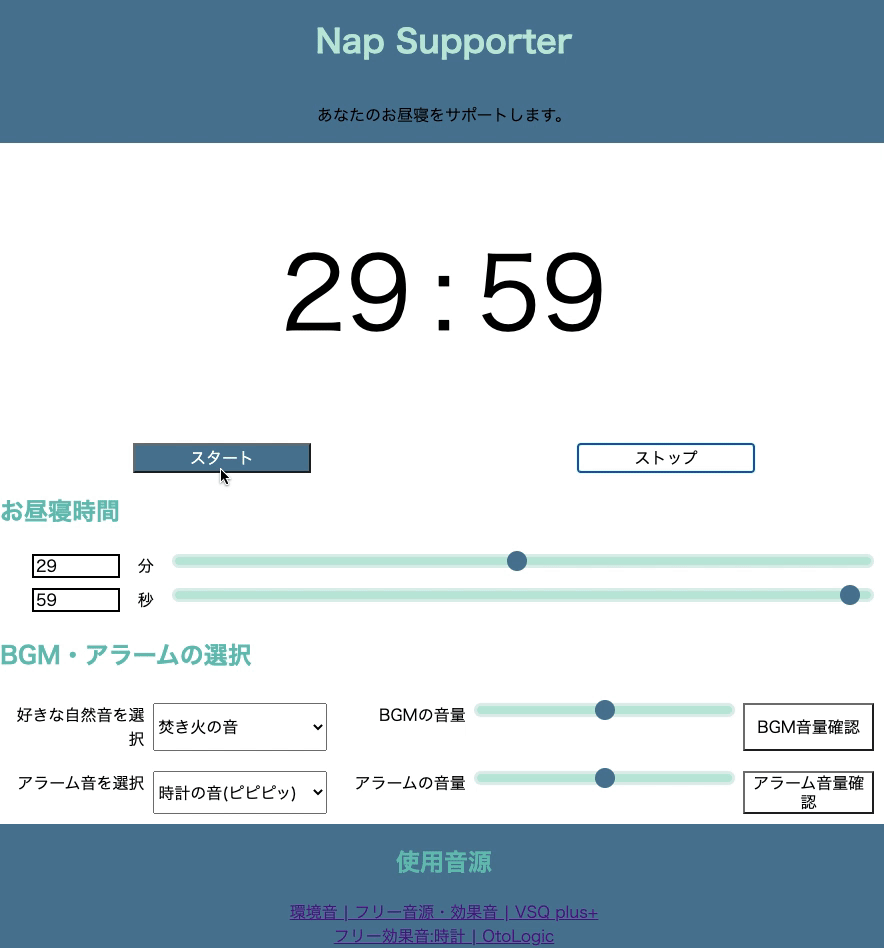 Nap Supporter
あなたのお昼寝をサポートします。
29:59
スタート
ストップ
お昼寝時間
29 分
59 秒
BGM・アラームの選択
好きな自然音を選
択
焚き火の音
BGMの音量
BGM音量確認
アラーム音を選択
時計の音(ピピピッ)
アラームの音量
アラーム音量確
認
使用音源
環境音 | フリー音源・効果音 | VSQ plus+
フリー効果音:時計 | OtoLogic